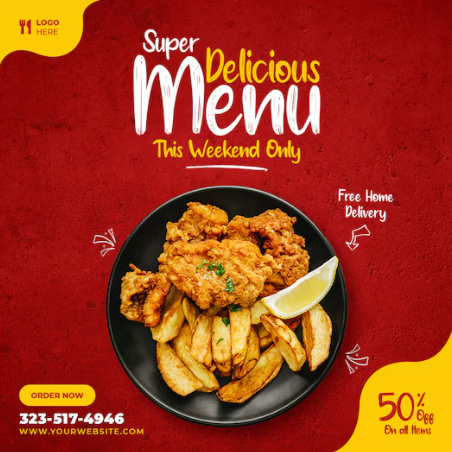 LOGO
HERE
Super
Delicious
Menu
This Weekend Only
Free Home
Delivery
ORDER NOW
323-517-4946
WWW.YOURWEBSITE.COM
50% Off
On all Items